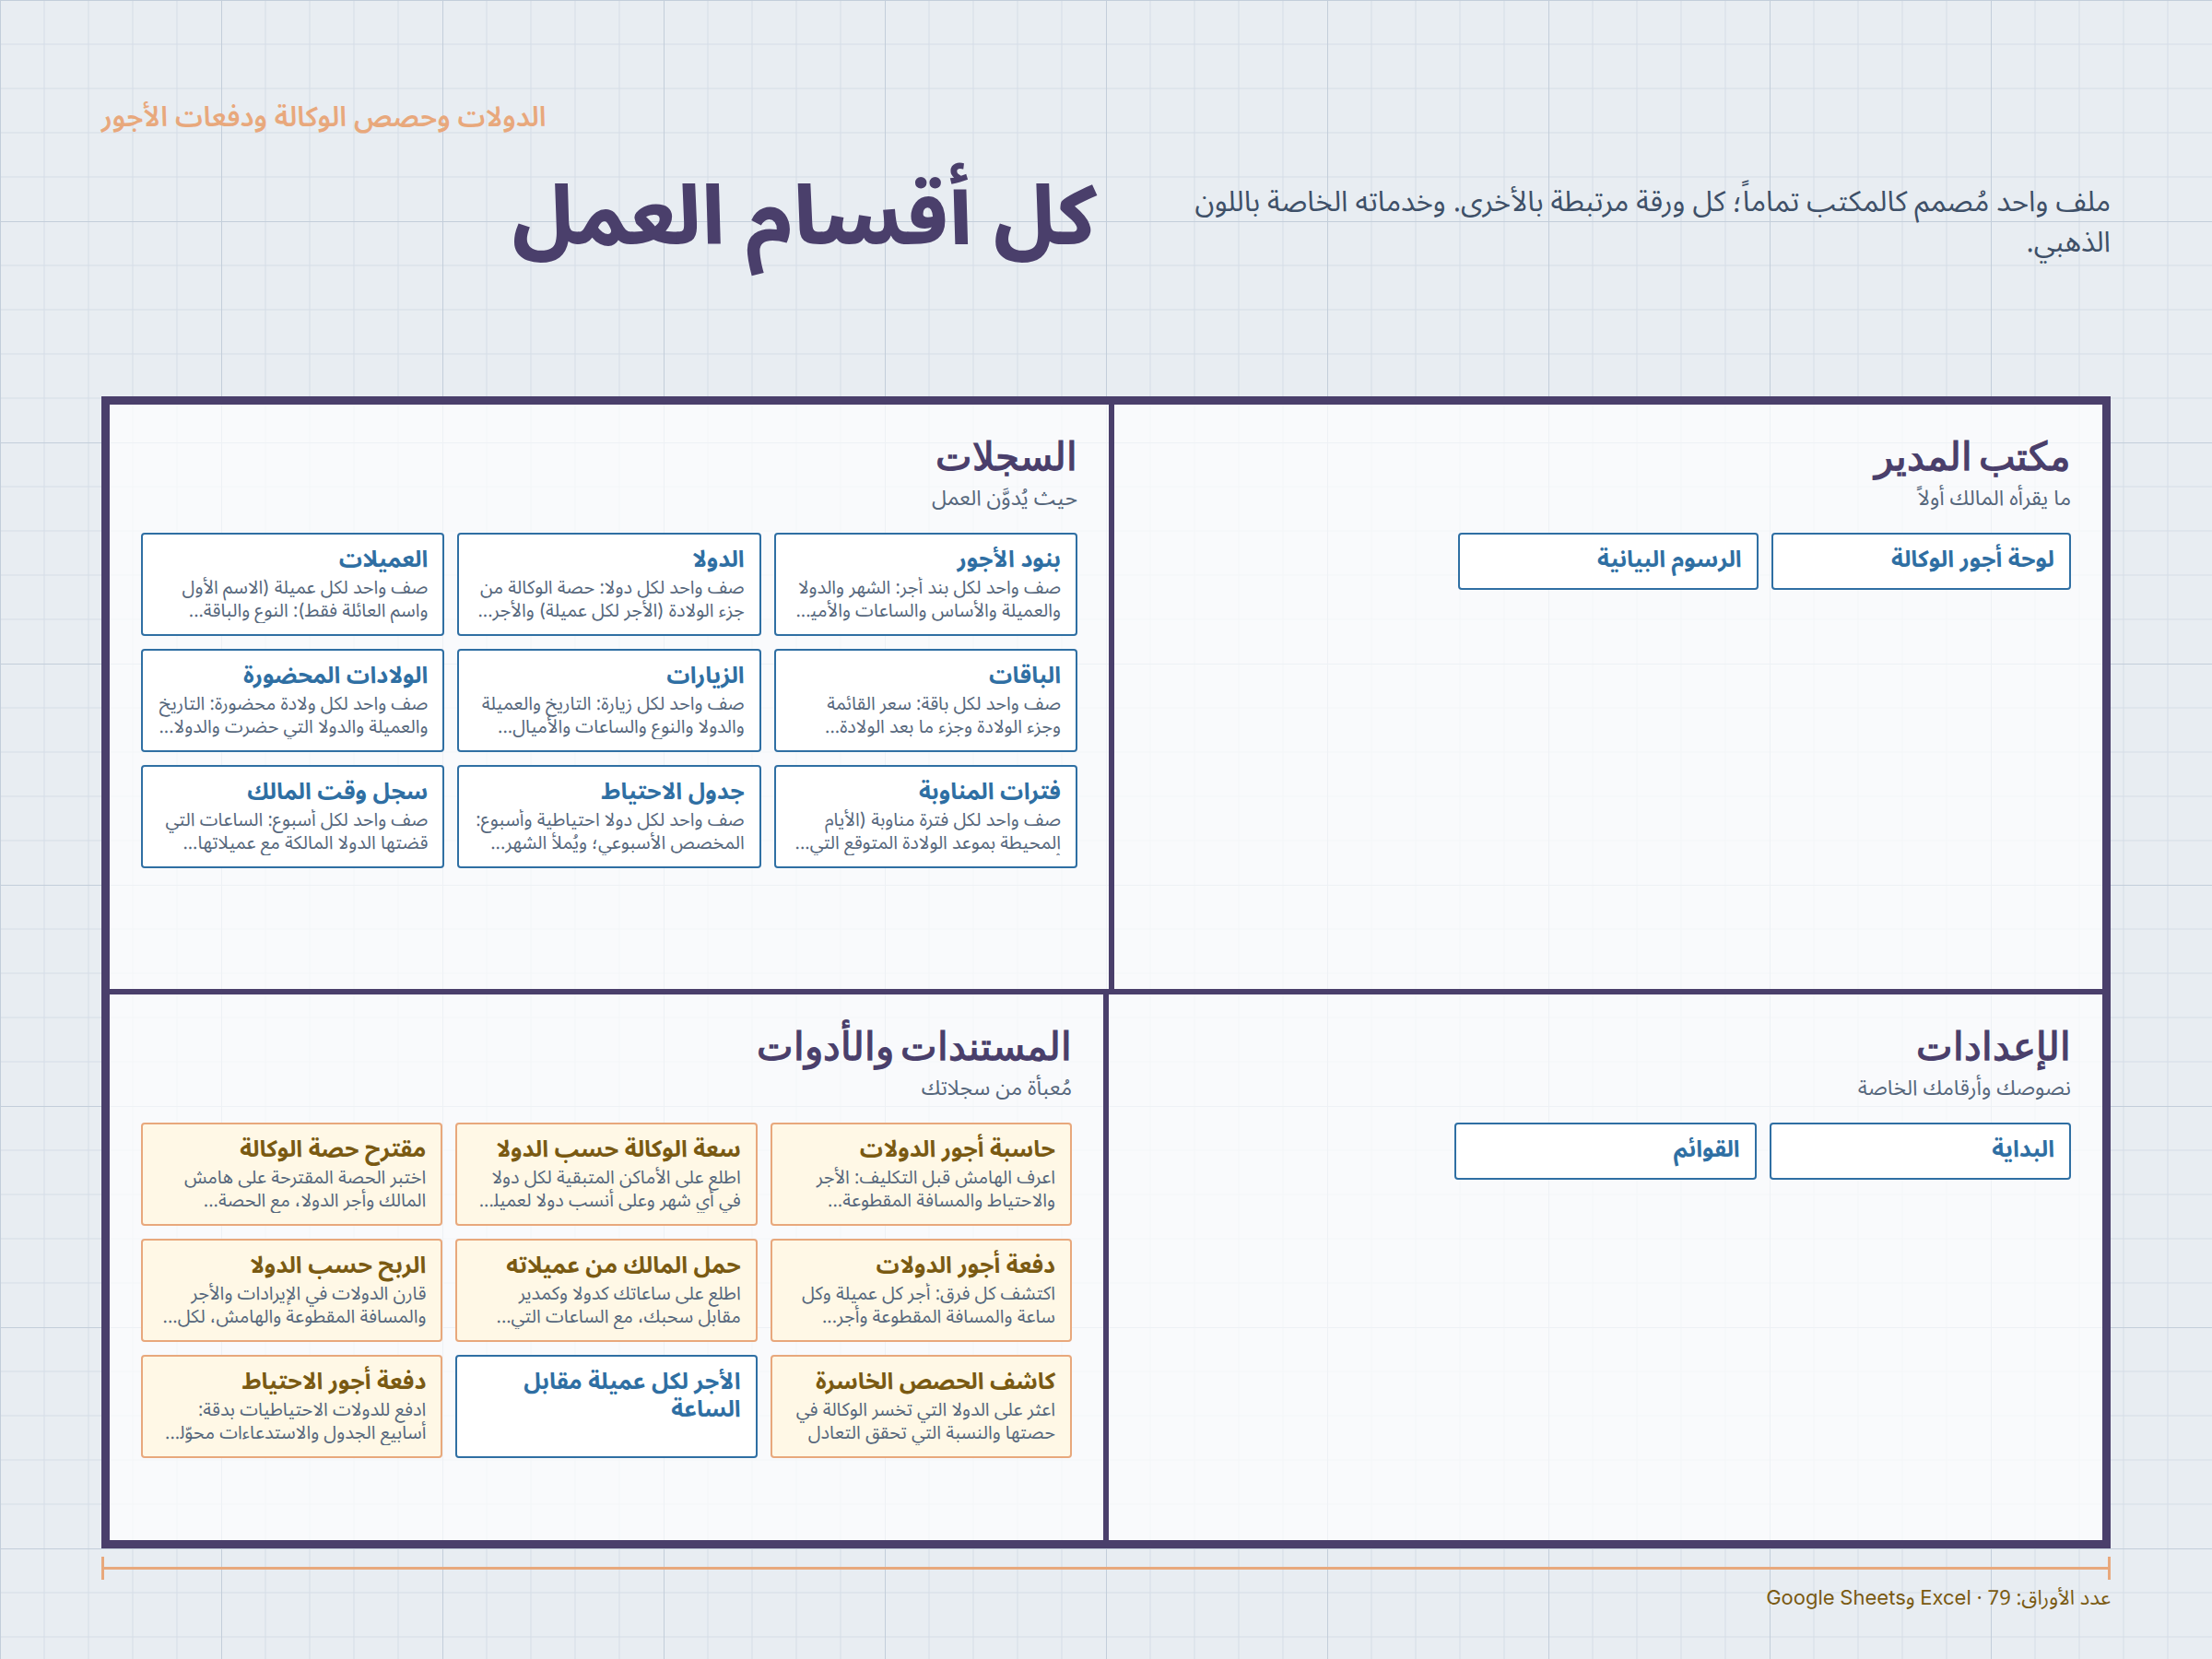 الدولات وحصص الوكالة ودفعات الأجور
كل أقسام العمل
ملف واحد مُصمم كالمكتب تماماً؛ كل ورقة مرتبطة بالأخرى. وخدماته الخاصة باللون
الذهبي.
مكتب المدير
ما يقرأه المالك أولاً
لوحة أجور الوكالة
الرسوم البيانية
السجلات
حيث يُدوَّن العمل
بنود الأجور
صف واحد لكل بند أجر: الشهر والدولا
والعميلة والأساس والساعات والأميـ...
الدولا
صف واحد لكل دولا: حصة الوكالة من
جزء الولادة (الأجر لكل عميلة) والأجر...
العميلات
صف واحد لكل عميلة (الاسم الأول
واسم العائلة فقط): النوع والباقة...
الباقات
صف واحد لكل باقة: سعر القائمة
وجزء الولادة وجزء ما بعد الولادة...
الزيارات
صف واحد لكل زيارة: التاريخ والعميلة
والدولا والنوع والساعات والأميال...
الولادات المحضورة
صف واحد لكل ولادة محضورة: التاريخ
والعميلة والدولا التي حضرت والدولا...
فترات المناوبة
صف واحد لكل فترة مناوبة (الأيام
المحيطة بموعد الولادة المتوقع التي...
جدول الاحتياط
صف واحد لكل دولا احتياطية وأسبوع:
المخصص الأسبوعي؛ ويُملأ الشهر...
سجل وقت المالك
صف واحد لكل أسبوع: الساعات التي
قضتها الدولا المالكة مع عميلاتها...
الإعدادات
نصوصك وأرقامك الخاصة
البداية
القوائم
المستندات والأدوات
مُعبأة من سجلاتك
حاسبة أجور الدولات
اعرف الهامش قبل التكليف: الأجر
والاحتياط والمسافة المقطوعة...
سعة الوكالة حسب الدولا
اطلع على الأماكن المتبقية لكل دولا
في أي شهر وعلى أنسب دولا لعميلـ...
مقترح حصة الوكالة
اختبر الحصة المقترحة على هامش
المالك وأجر الدولا، مع الحصة...
دفعة أجور الدولات
اكتشف كل فرق: أجر كل عميلة وكل
ساعة والمسافة المقطوعة وأجر...
حمل المالك من عميلاته
اطلع على ساعاتك كدولا وكمدير
مقابل سحبك، مع الساعات التي...
الربح حسب الدولا
قارن الدولات في الإيرادات والأجر
والمسافة المقطوعة والهامش، لكل...
كاشف الحصص الخاسرة
اعثر على الدولا التي تخسر الوكالة في
حصتها والنسبة التي تحقق التعادل
الأجر لكل عميلة مقابل
الساعة
دفعة أجور الاحتياط
ادفع للدولات الاحتياطيات بدقة:
أسابيع الجدول والاستدعاءات محوّلـ...
عدد الأوراق: 79 · Excel وGoogle Sheets